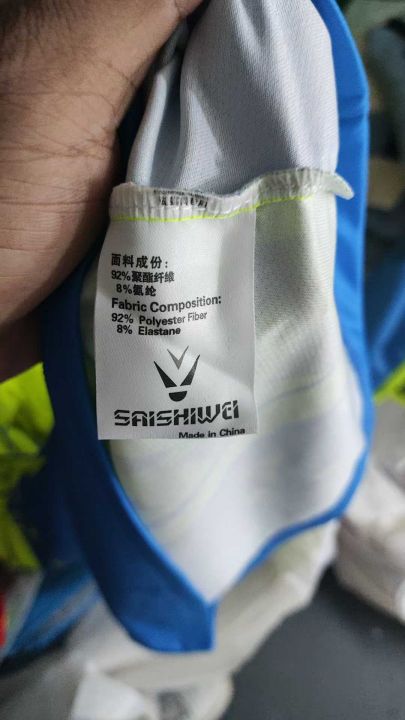 面料成份：
92%聚酯纤维
8%氨纶
Fabric Composition:
92% Polyester Fiber
8% Elastane
SAISHIWEI
Made in China